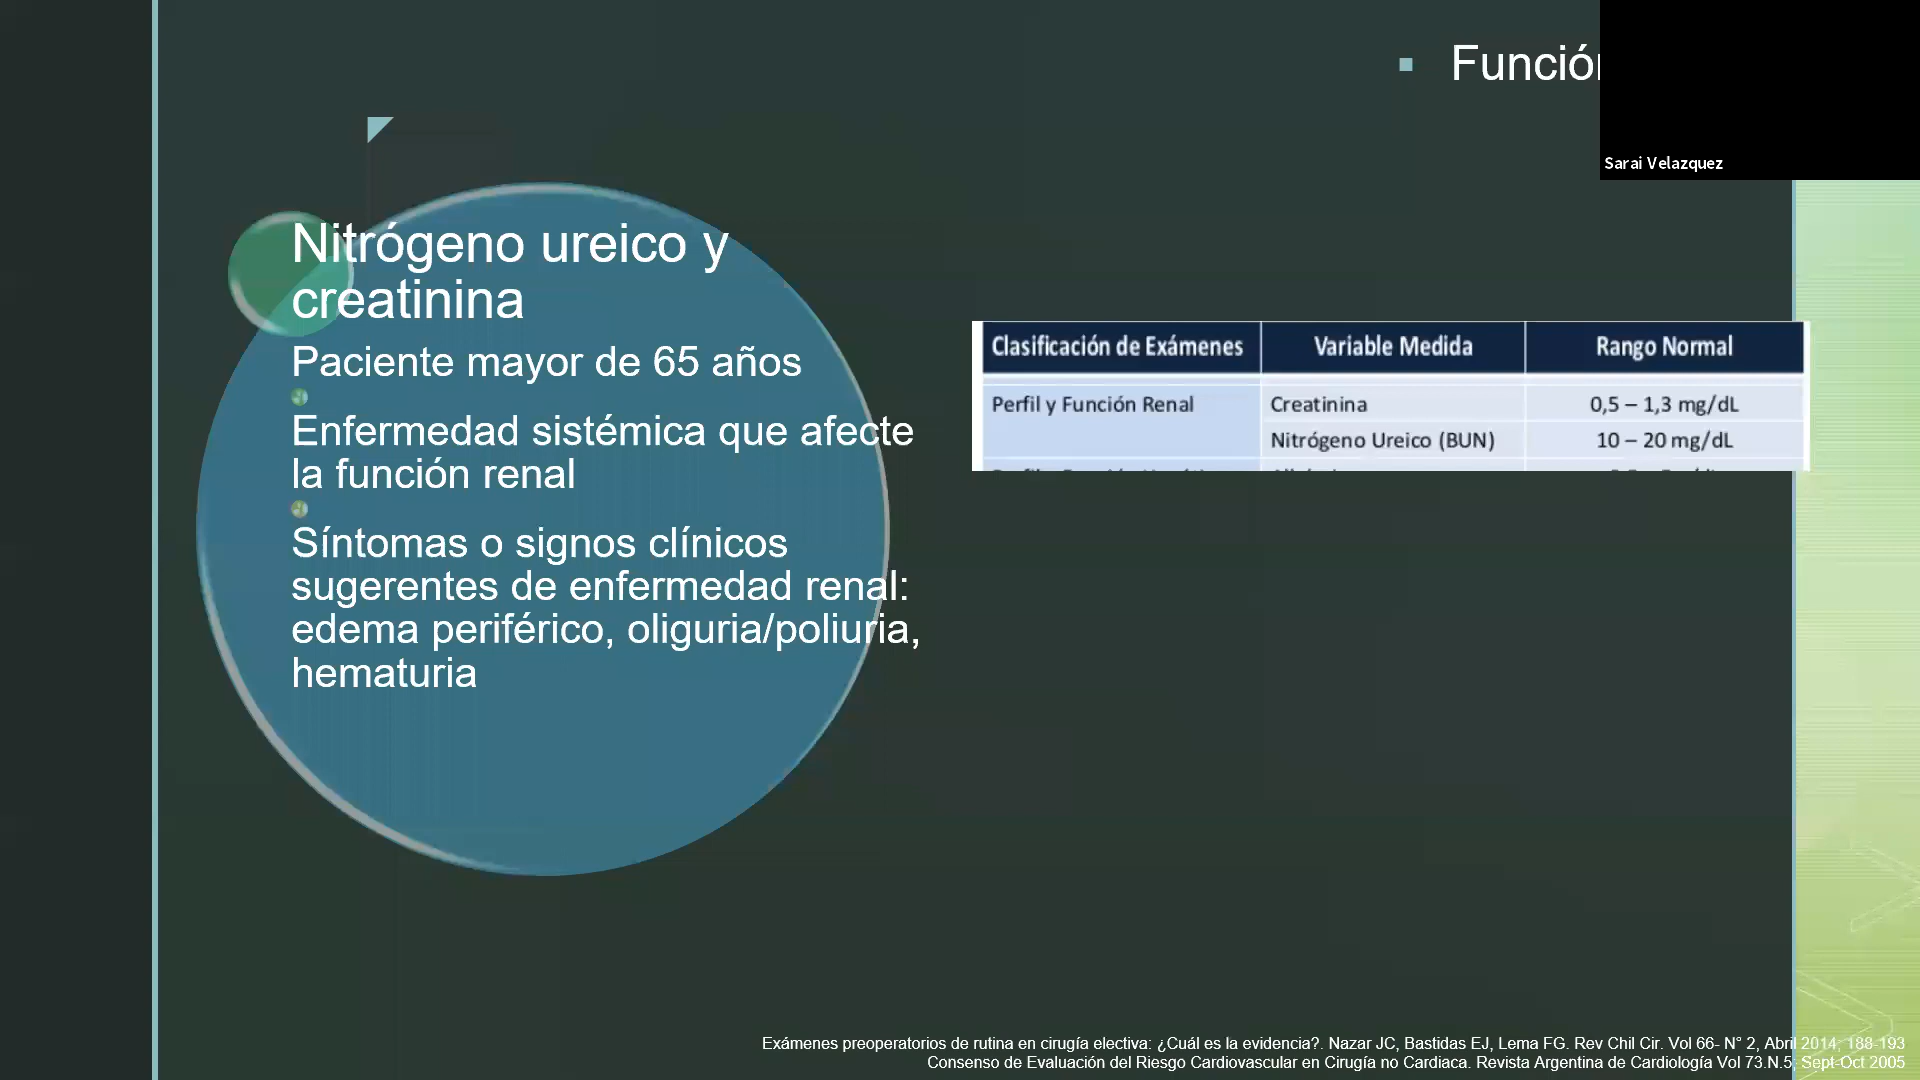 Función
Sarai Velazquez
Nitrógeno ureico y
creatinina
Paciente mayor de 65 años
Enfermedad sistémica que afecte
la función renal
Síntomas o signos clínicos
sugerentes de enfermedad renal:
edema periférico, oliguria/poliuria,
hematuria
Clasificación de Exámenes Variable Medida Rango Normal
Perfil y Función Renal Creatinina 0,5 – 1,3 mg/dL
Nitrógeno Ureico (BUN) 10 – 20 mg/dL
Exámenes preoperatorios de rutina en cirugía electiva: ¿Cuál es la evidencia?. Nazar JC, Bastidas EJ, Lema FG. Rev Chil Cir. Vol 66- N° 2, Abril 2014; 188-193
Consenso de Evaluación del Riesgo Cardiovascular en Cirugía no Cardiaca. Revista Argentina de Cardiología Vol 73.N.5, Sept-Oct 2005